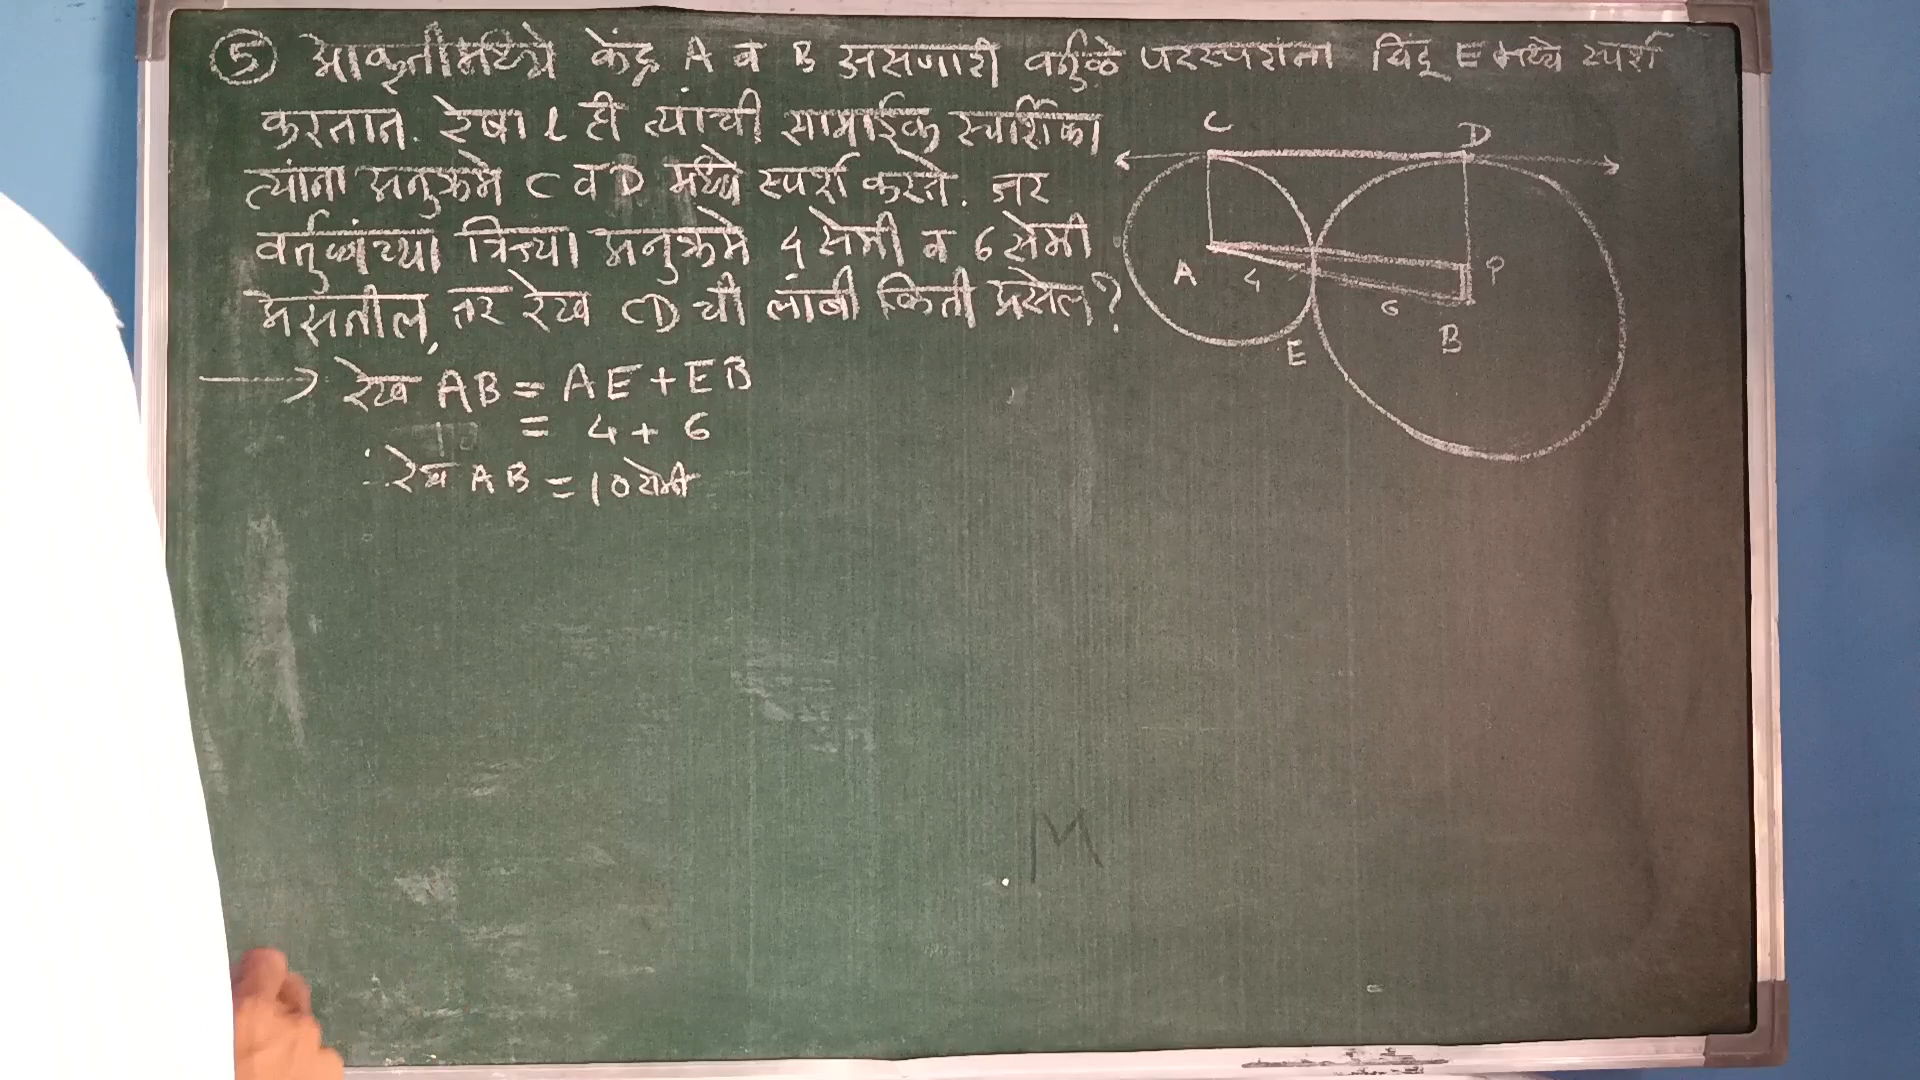 ⑤ आकृतीमध्ये केंद्र A व B असणारी वर्तुळे परस्परांना बिंदू E मध्ये स्पर्श
करतात. रेषा l ही त्यांची सामाईक स्पर्शिका
त्यांना अनुक्रमे C व D मध्ये स्पर्श करते. जर
वर्तुळांच्या त्रिज्या अनुक्रमे 4 सेमी व 6 सेमी
असतील, तर रेख CD ची लांबी किती असेल?
C D
A 4 6 P
B
E
→ रेख AB = AE + EB
= 4 + 6
∴ रेख AB = 10 सेमी
M